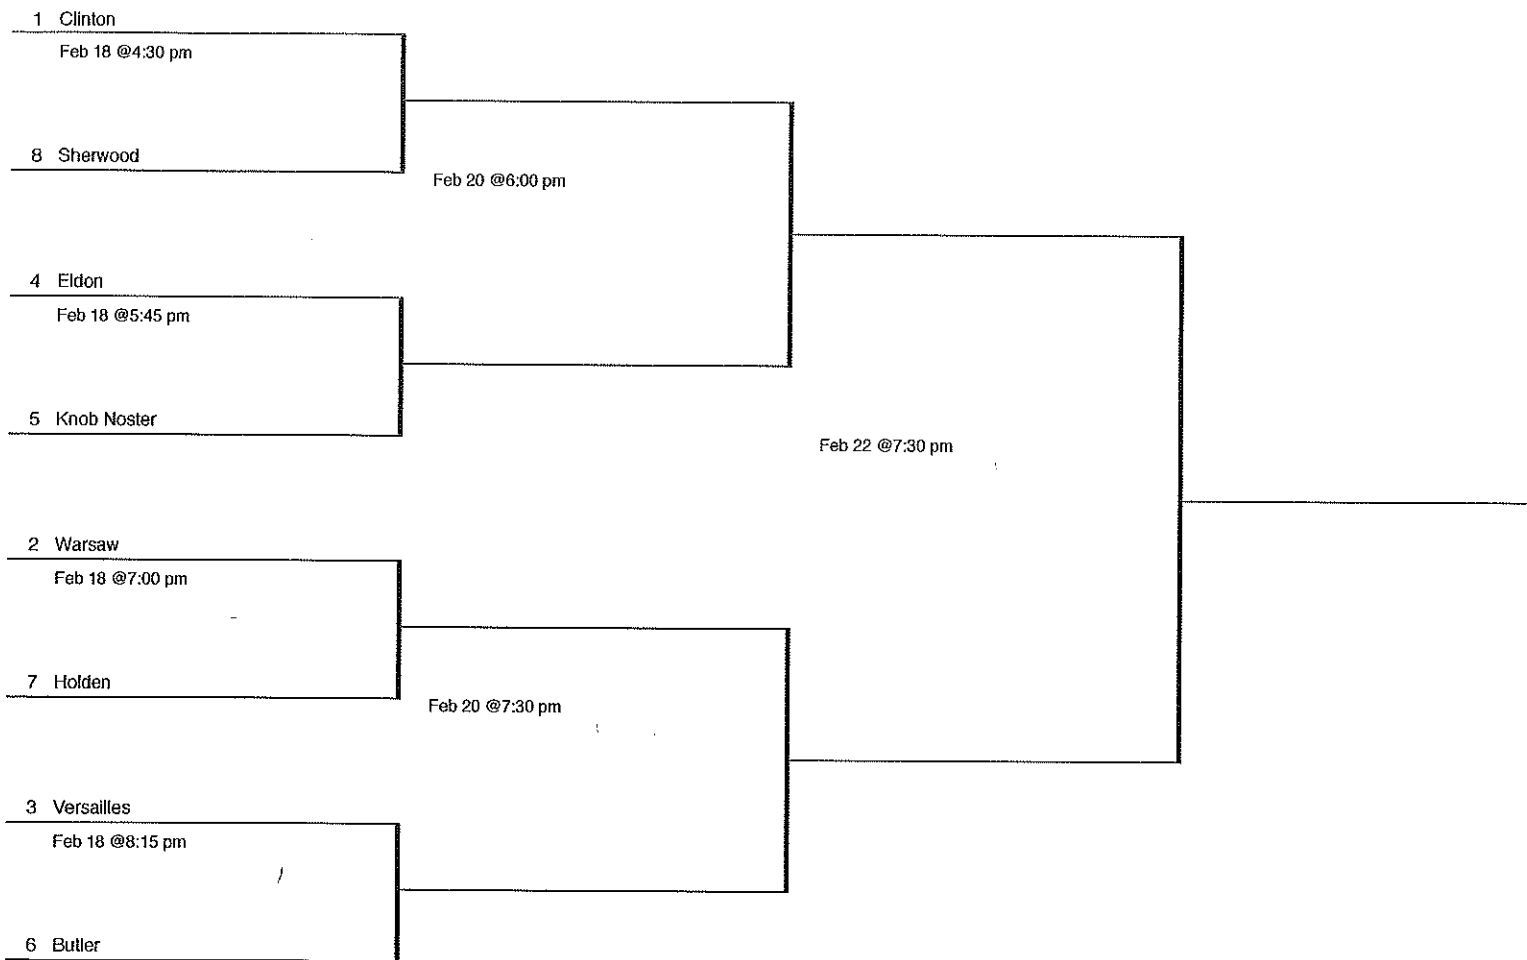 1 Clinton
Feb 18 @4:30 pm
8 Sherwood
Feb 20 @6:00 pm
4 Eldon
Feb 18 @5:45 pm
5 Knob Noster
Feb 22 @7:30 pm
2 Warsaw
Feb 18 @7:00 pm
7 Holden
Feb 20 @7:30 pm
3 Versailles
Feb 18 @8:15 pm
6 Butler